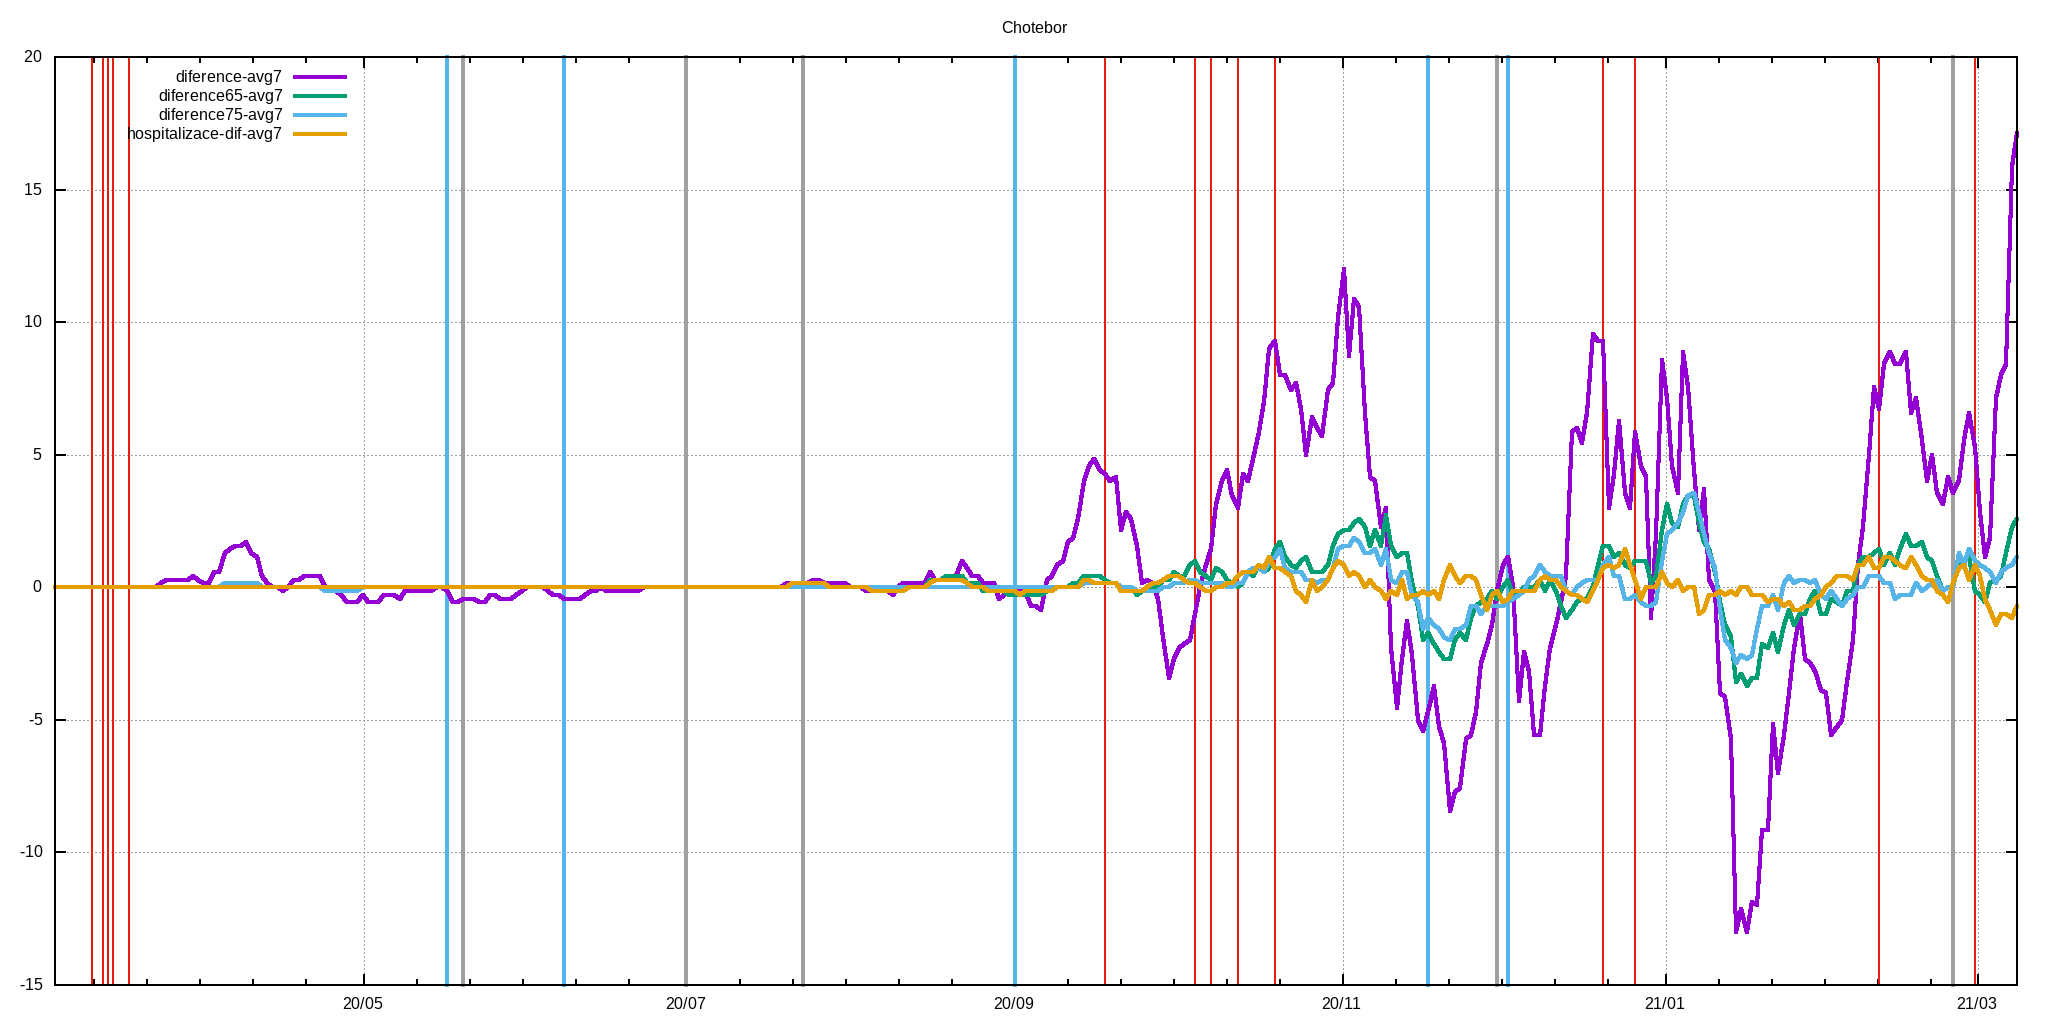 Chotebor
diference-avg7
diference65-avg7
diference75-avg7
hospitalizace-dif-avg7
20
15
10
5
0
-5
-10
-15
20/05
20/07
20/09
20/11
21/01
21/03